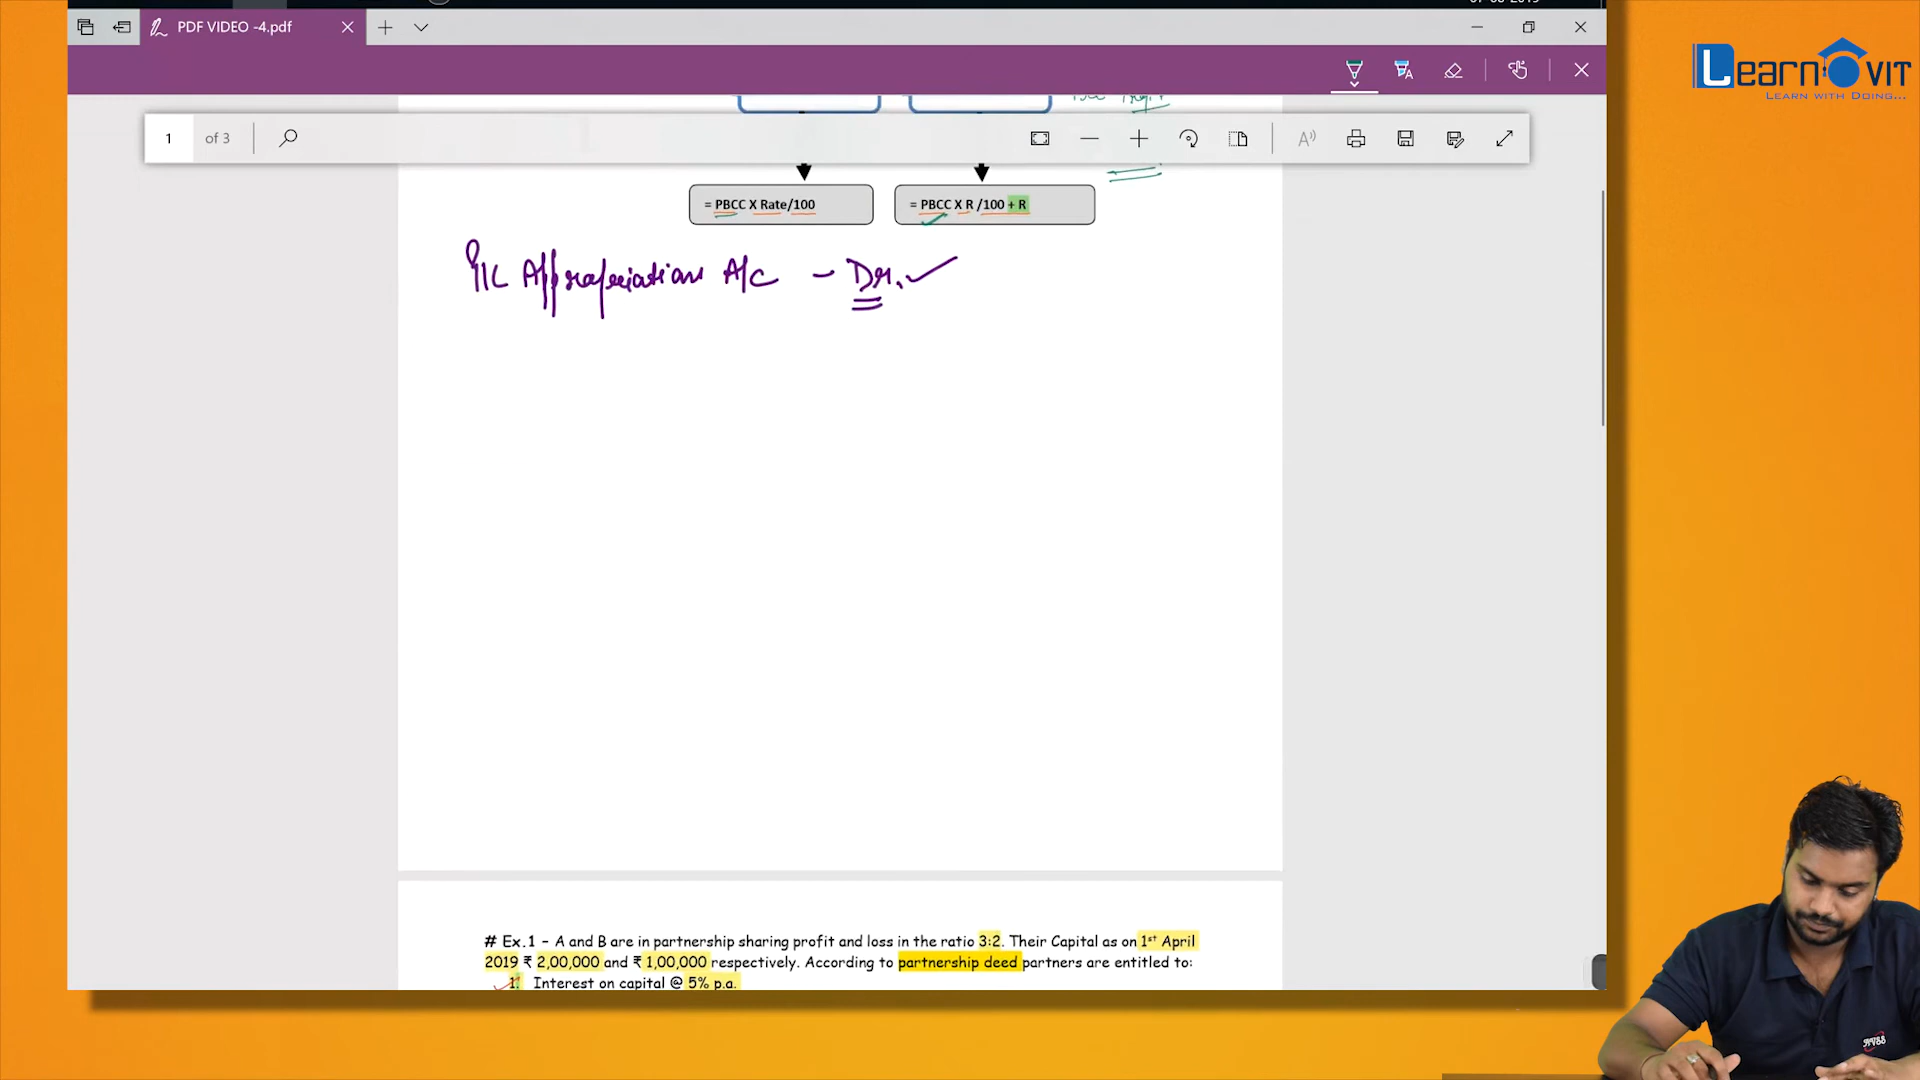 PDF VIDEO -4.pdf
LearnOvit
LEARN WITH DOING...
1 of 3
= PBCC X Rate/100
= PBCC X R /100 + R
P/L Appropriation A/C - Dr.
# Ex.1 – A and B are in partnership sharing profit and loss in the ratio 3:2. Their Capital as on 1st April
2019 ₹ 2,00,000 and ₹ 1,00,000 respectively. According to partnership deed partners are entitled to:
1. Interest on capital @ 5% p.a.